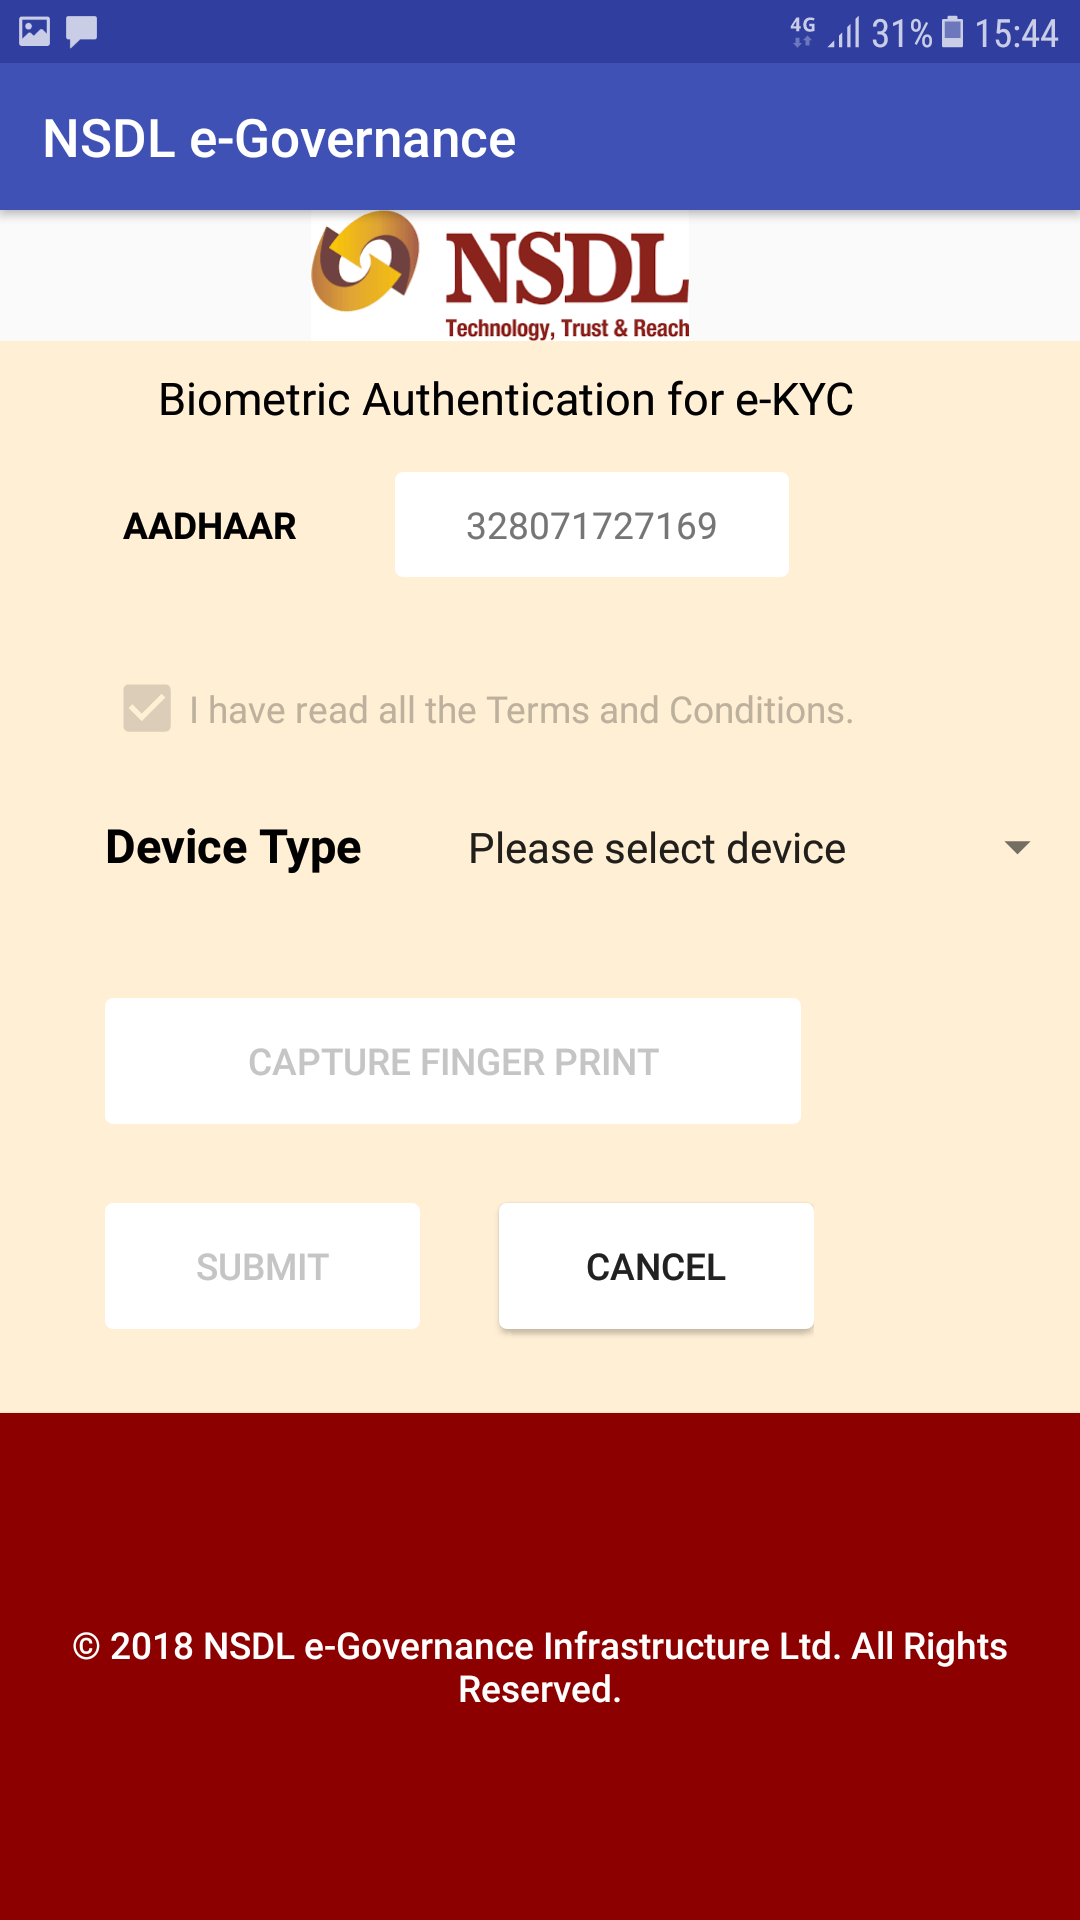 4G 31% 15:44
NSDL e-Governance
NSDL
Technology, Trust & Reach
Biometric Authentication for e-KYC
AADHAAR 328071727169
I have read all the Terms and Conditions.
Device Type Please select device
CAPTURE FINGER PRINT
SUBMIT CANCEL
© 2018 NSDL e-Governance Infrastructure Ltd. All Rights
Reserved.